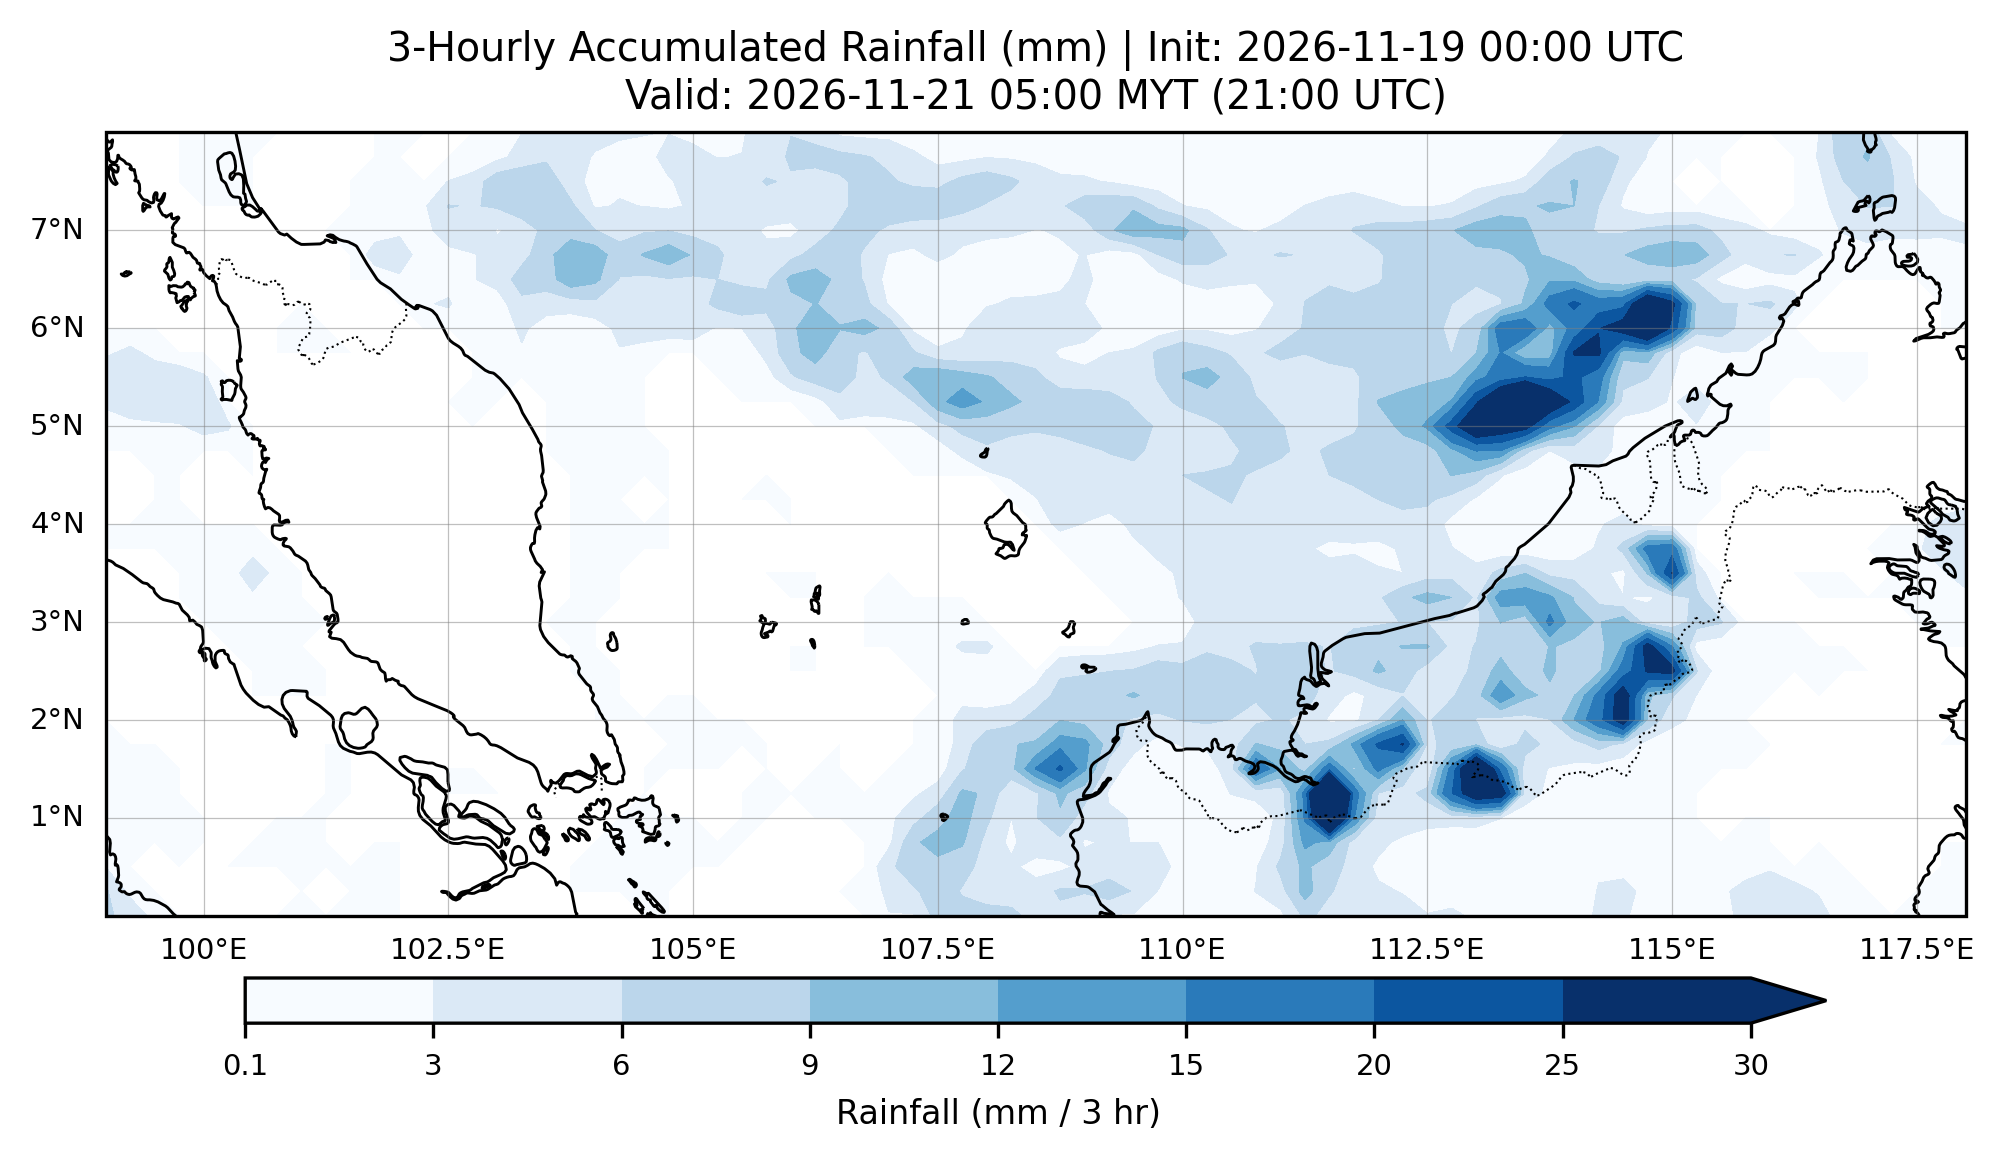 3-Hourly Accumulated Rainfall (mm) | Init: 2026-11-19 00:00 UTC
Valid: 2026-11-21 05:00 MYT (21:00 UTC)
7°N
6°N
5°N
4°N
3°N
2°N
1°N
100°E 102.5°E 105°E 107.5°E 110°E 112.5°E 115°E 117.5°E
0.1 3 6 9 12 15 20 25 30
Rainfall (mm / 3 hr)